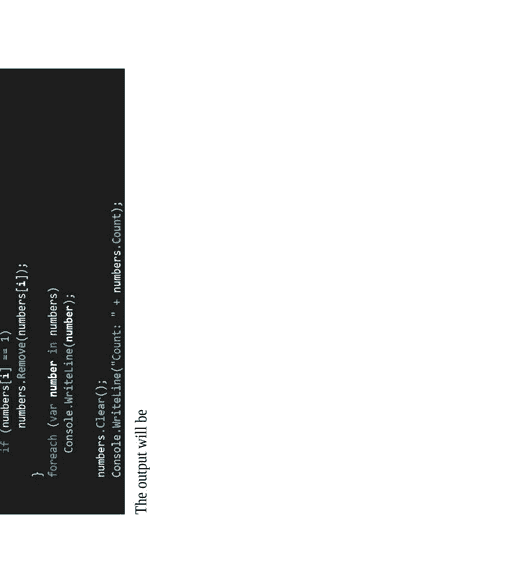 if (numbers[i] == 1)
numbers.Remove(numbers[i]);
}
foreach (var number in numbers)
Console.WriteLine(number);
numbers.Clear();
Console.WriteLine("Count: " + numbers.Count);
The output will be